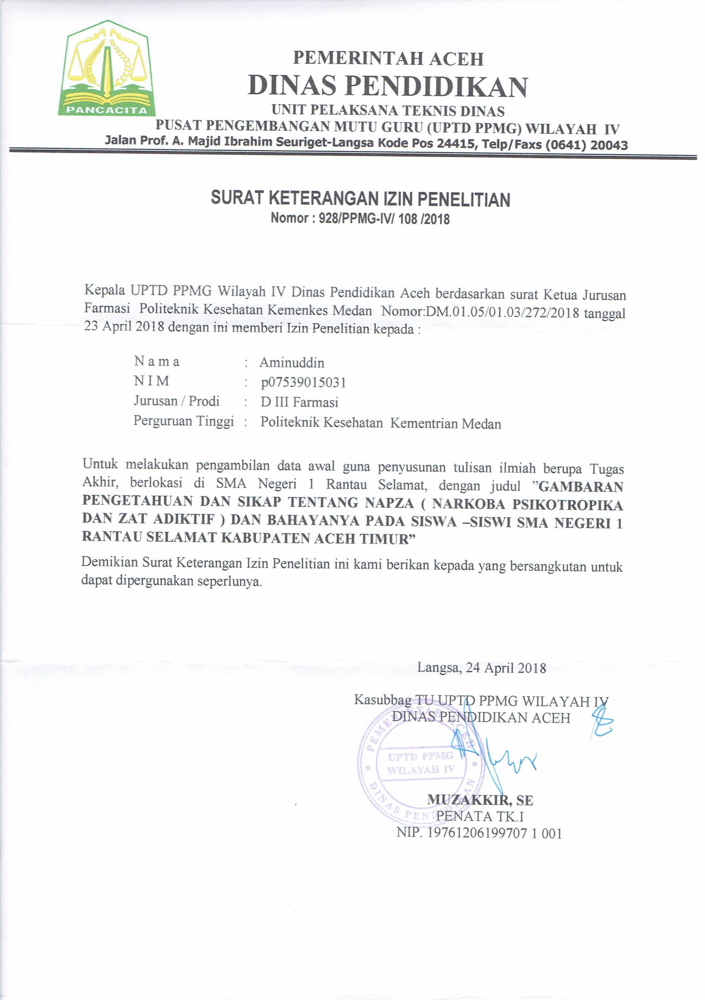 PANCACITA
PEMERINTAH ACEH
DINAS PENDIDIKAN
UNIT PELAKSANA TEKNIS DINAS
PUSAT PENGEMBANGAN MUTU GURU (UPTD PPMG) WILAYAH IV
Jalan Prof. A. Majid Ibrahim Seuriget-Langsa Kode Pos 24415, Telp/Faxs (0641) 20043
SURAT KETERANGAN IZIN PENELITIAN
Nomor : 928/PPMG-IV/ 108 /2018
Kepala UPTD PPMG Wilayah IV Dinas Pendidikan Aceh berdasarkan surat Ketua Jurusan
Farmasi Politeknik Kesehatan Kemenkes Medan Nomor:DM.01.05/01.03/272/2018 tanggal
23 April 2018 dengan ini memberi Izin Penelitian kepada :
N a m a : Aminuddin
N I M : p07539015031
Jurusan / Prodi : D III Farmasi
Perguruan Tinggi : Politeknik Kesehatan Kementrian Medan
Untuk melakukan pengambilan data awal guna penyusunan tulisan ilmiah berupa Tugas
Akhir, berlokasi di SMA Negeri 1 Rantau Selamat, dengan judul ”GAMBARAN
PENGETAHUAN DAN SIKAP TENTANG NAPZA ( NARKOBA PSIKOTROPIKA
DAN ZAT ADIKTIF ) DAN BAHAYANYA PADA SISWA –SISWI SMA NEGERI 1
RANTAU SELAMAT KABUPATEN ACEH TIMUR”
Demikian Surat Keterangan Izin Penelitian ini kami berikan kepada yang bersangkutan untuk
dapat dipergunakan seperlunya.
Langsa, 24 April 2018
Kasubbag TU UPTD PPMG WILAYAH IV
DINAS PENDIDIKAN ACEH
PEMERINTAH ACEH
UPTD PPMG
WILAYAH IV
DINAS PENDIDIKAN
MUZAKKIR, SE
PENATA TK.I
NIP. 19761206199707 1 001